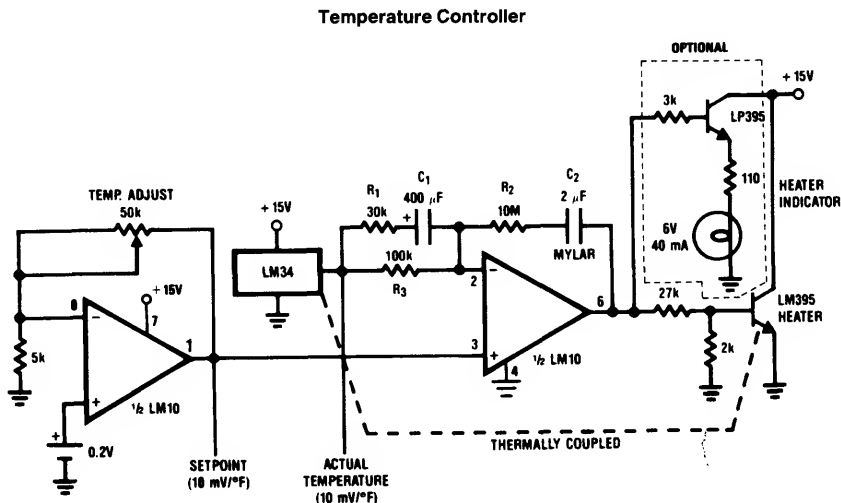 Temperature Controller
OPTIONAL
+ 15V
3k
LP395
110
HEATER
INDICATOR
6V
40 mA
TEMP. ADJUST
50k
+ 15V
R1
30k
C1
400 μF
+
R2
10M
C2
2 μF
MYLAR
LM34
100k
R3
8
+ 15V
7
1
5k
−
+
½ LM10
+
0.2V
2
−
3
+
6
4
½ LM10
27k
2k
LM395
HEATER
THERMALLY COUPLED
SETPOINT
(10 mV/°F)
ACTUAL
TEMPERATURE
(10 mV/°F)